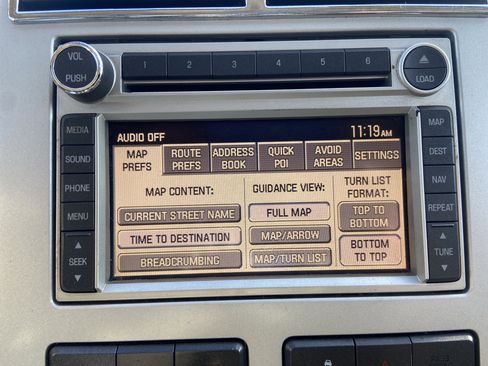 VOL
PUSH
1 2 3 4 5 6
LOAD
MEDIA
SOUND
PHONE
MENU
SEEK
MAP
DEST
NAV
REPEAT
TUNE
AUDIO OFF 11:19AM
MAP
PREFS
ROUTE
PREFS
ADDRESS
BOOK
QUICK
POI
AVOID
AREAS
SETTINGS
MAP CONTENT:
CURRENT STREET NAME
TIME TO DESTINATION
BREADCRUMBING
GUIDANCE VIEW:
FULL MAP
MAP/ARROW
MAP/TURN LIST
TURN LIST
FORMAT:
TOP TO
BOTTOM
BOTTOM
TO TOP